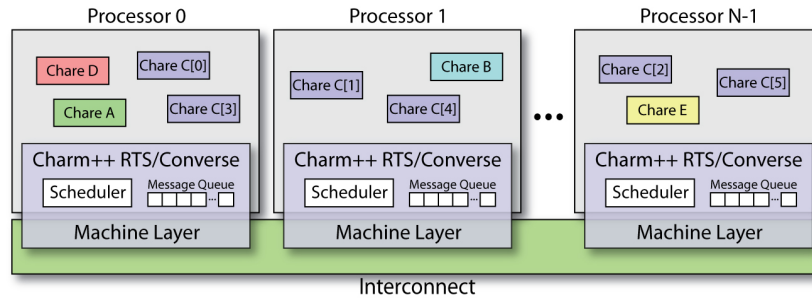 Processor 0
Processor 1
Processor N-1
Chare D
Chare C[0]
Chare A
Chare C[3]
Chare B
Chare C[1]
Chare C[4]
...
Chare C[2]
Chare C[5]
Chare E
Charm++ RTS/Converse
Scheduler
Message Queue
...
Machine Layer
Charm++ RTS/Converse
Scheduler
Message Queue
...
Machine Layer
Charm++ RTS/Converse
Scheduler
Message Queue
...
Machine Layer
Interconnect